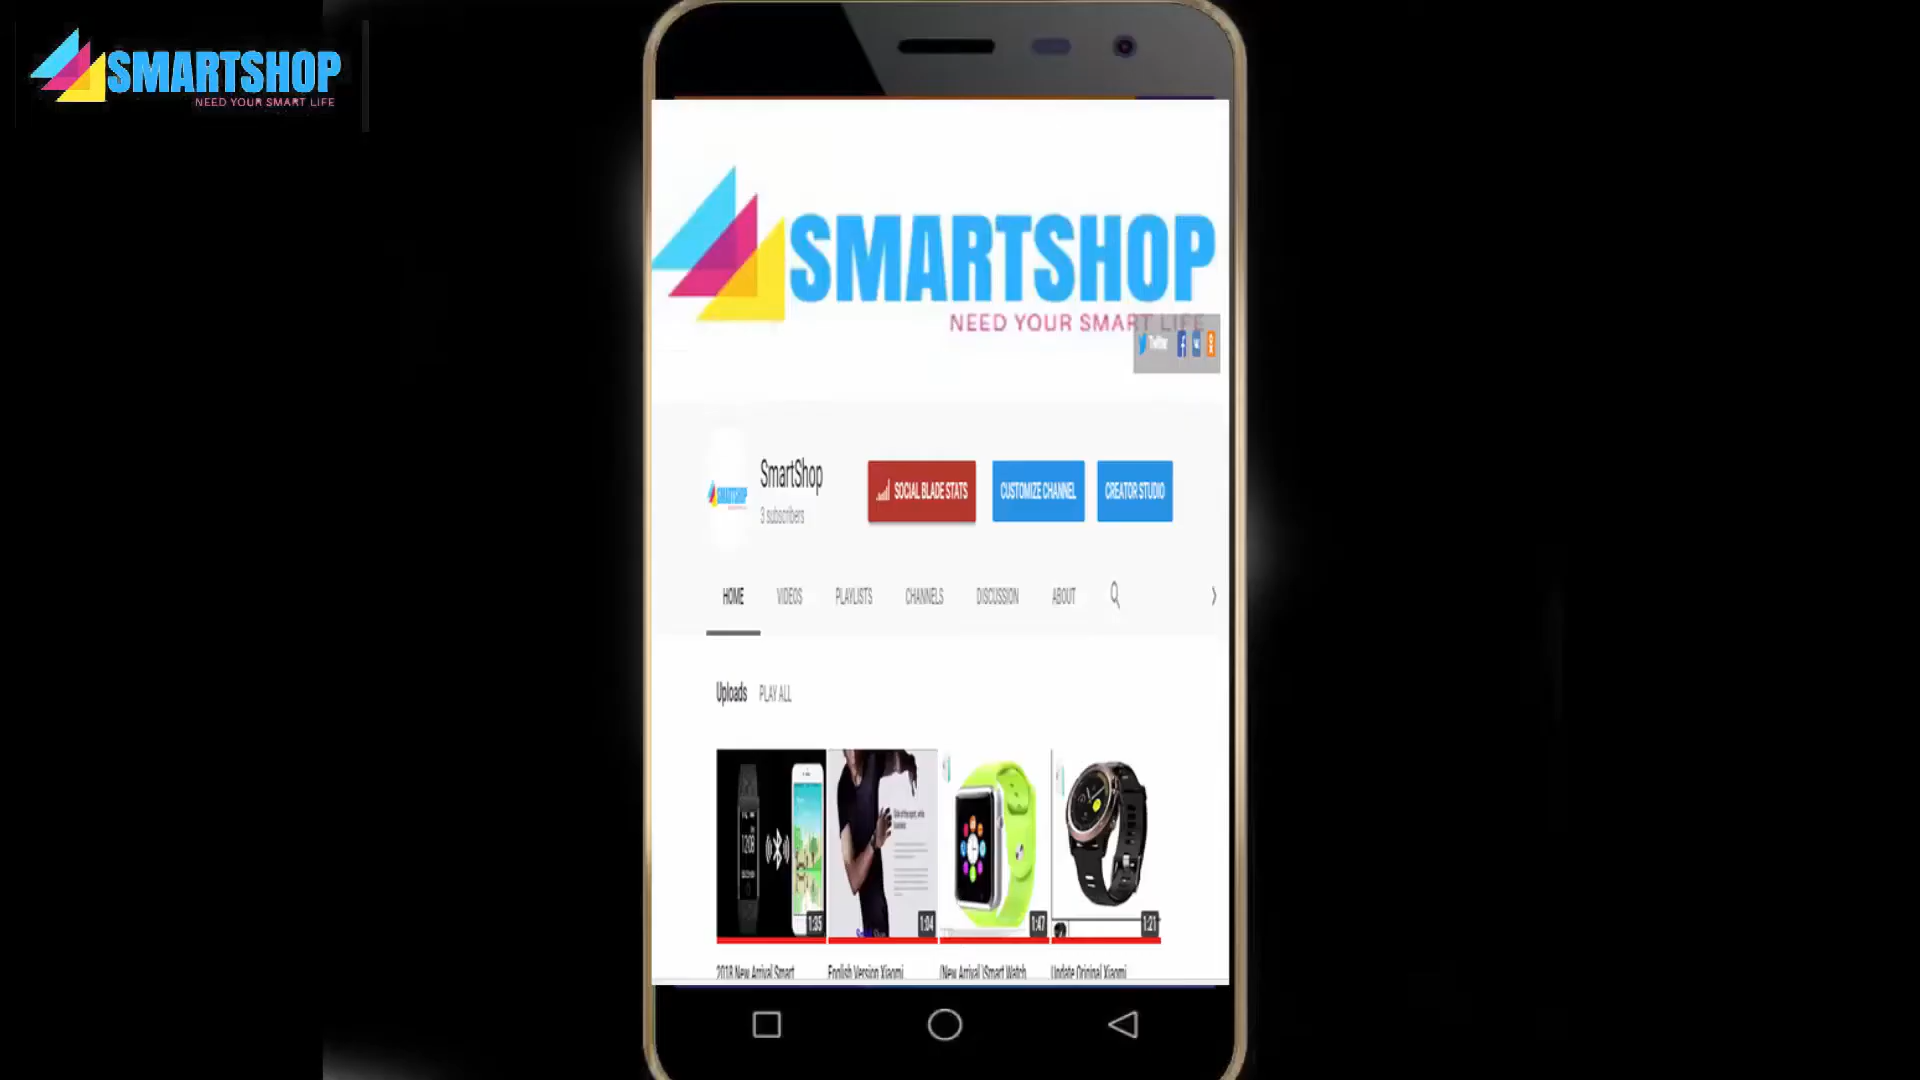 SMARTSHOP
NEED YOUR SMART LIFE
SMARTSHOP
NEED YOUR SMART LIFE
Twitter
SmartShop
3 subscribers
SOCIAL BLADE STATS
CUSTOMIZE CHANNEL
CREATOR STUDIO
SMARTSHOP
HOME VIDEOS PLAYLISTS CHANNELS DISCUSSION ABOUT
Uploads PLAY ALL
1:35
1:04
1:47
1:21
2018 New Arrival Smart
English Version Xiaomi
(New Arrival )Smart Watch
Update Original Xiaomi